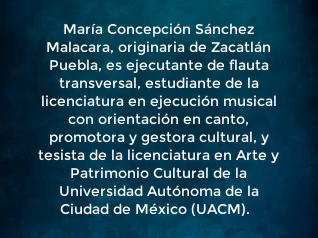 María Concepción Sánchez
Malacara, originaria de Zacatlán
Puebla, es ejecutante de flauta
transversal, estudiante de la
licenciatura en ejecución musical
con orientación en canto,
promotora y gestora cultural, y
tesista de la licenciatura en Arte y
Patrimonio Cultural de la
Universidad Autónoma de la
Ciudad de México (UACM).